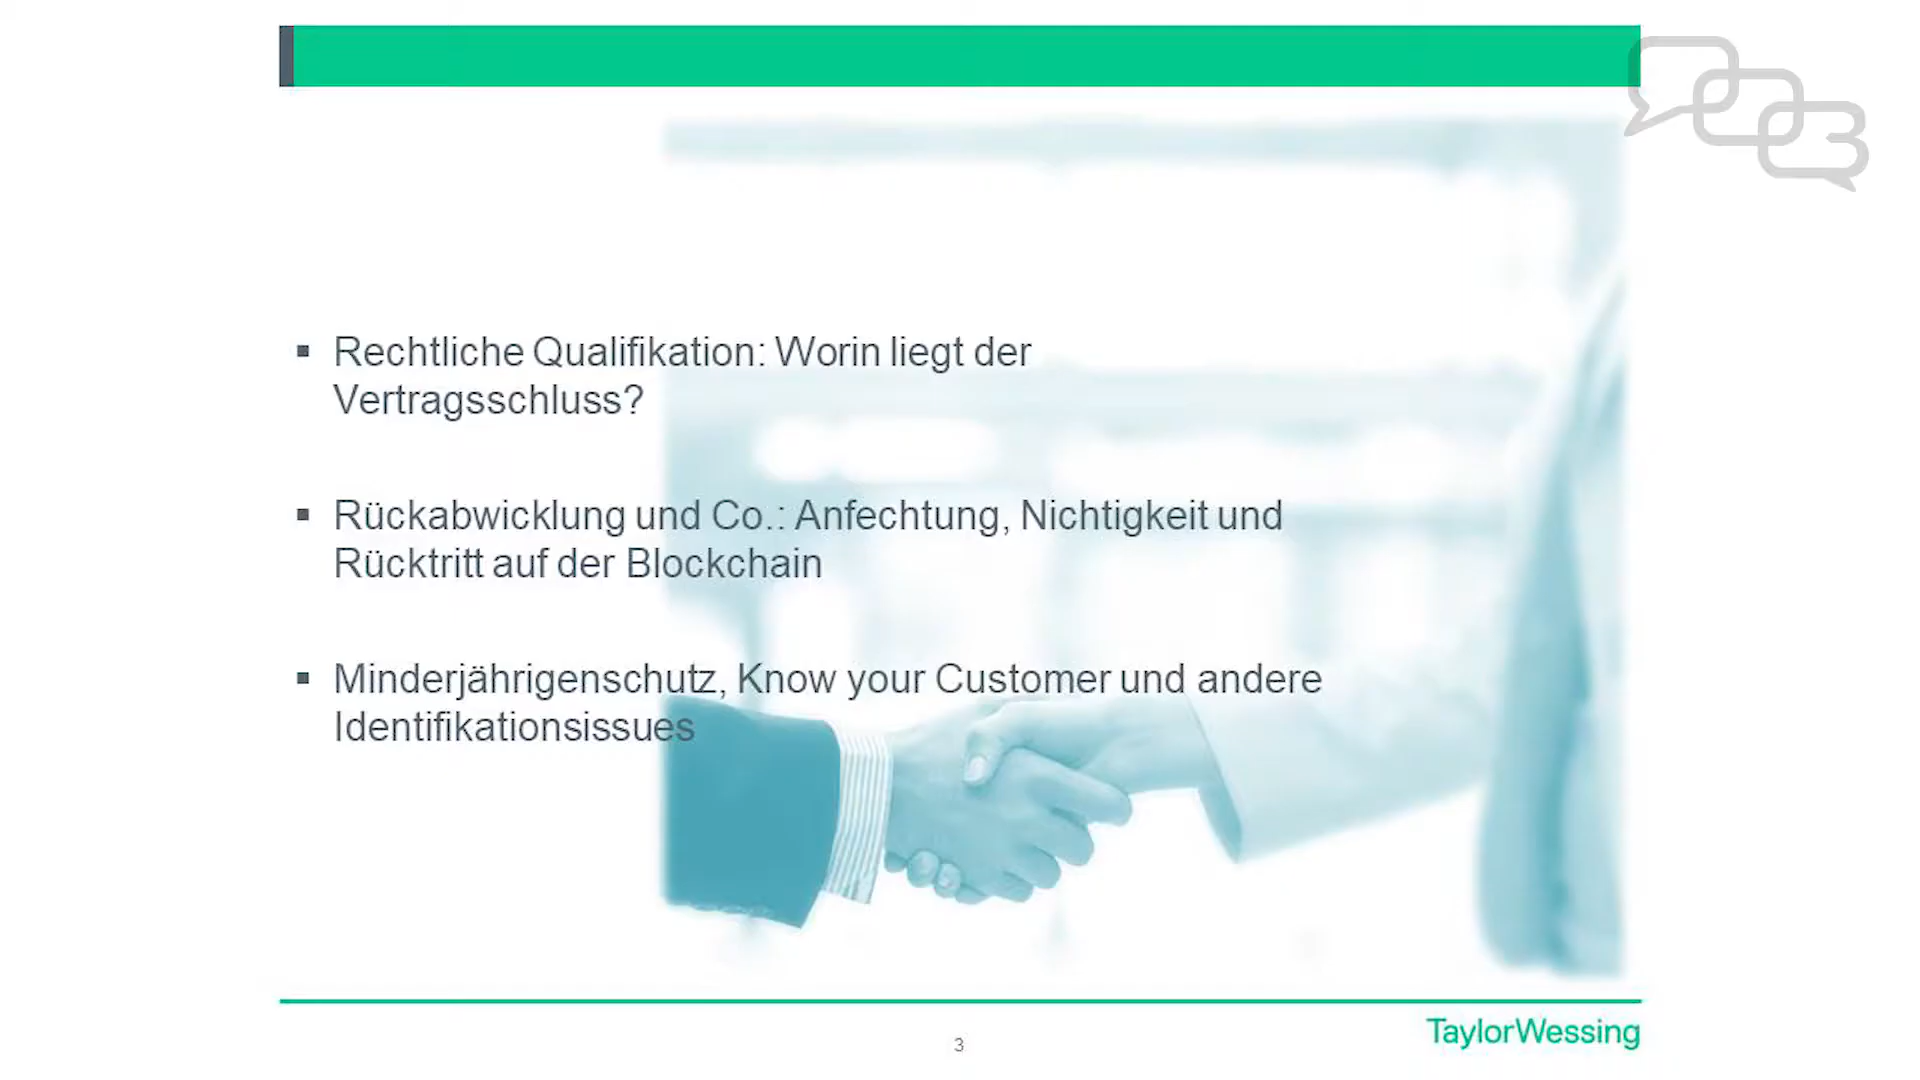 ▪ Rechtliche Qualifikation: Worin liegt der
Vertragsschluss?
▪ Rückabwicklung und Co.: Anfechtung, Nichtigkeit und
Rücktritt auf der Blockchain
▪ Minderjährigenschutz, Know your Customer und andere
Identifikationsissues
3
TaylorWessing